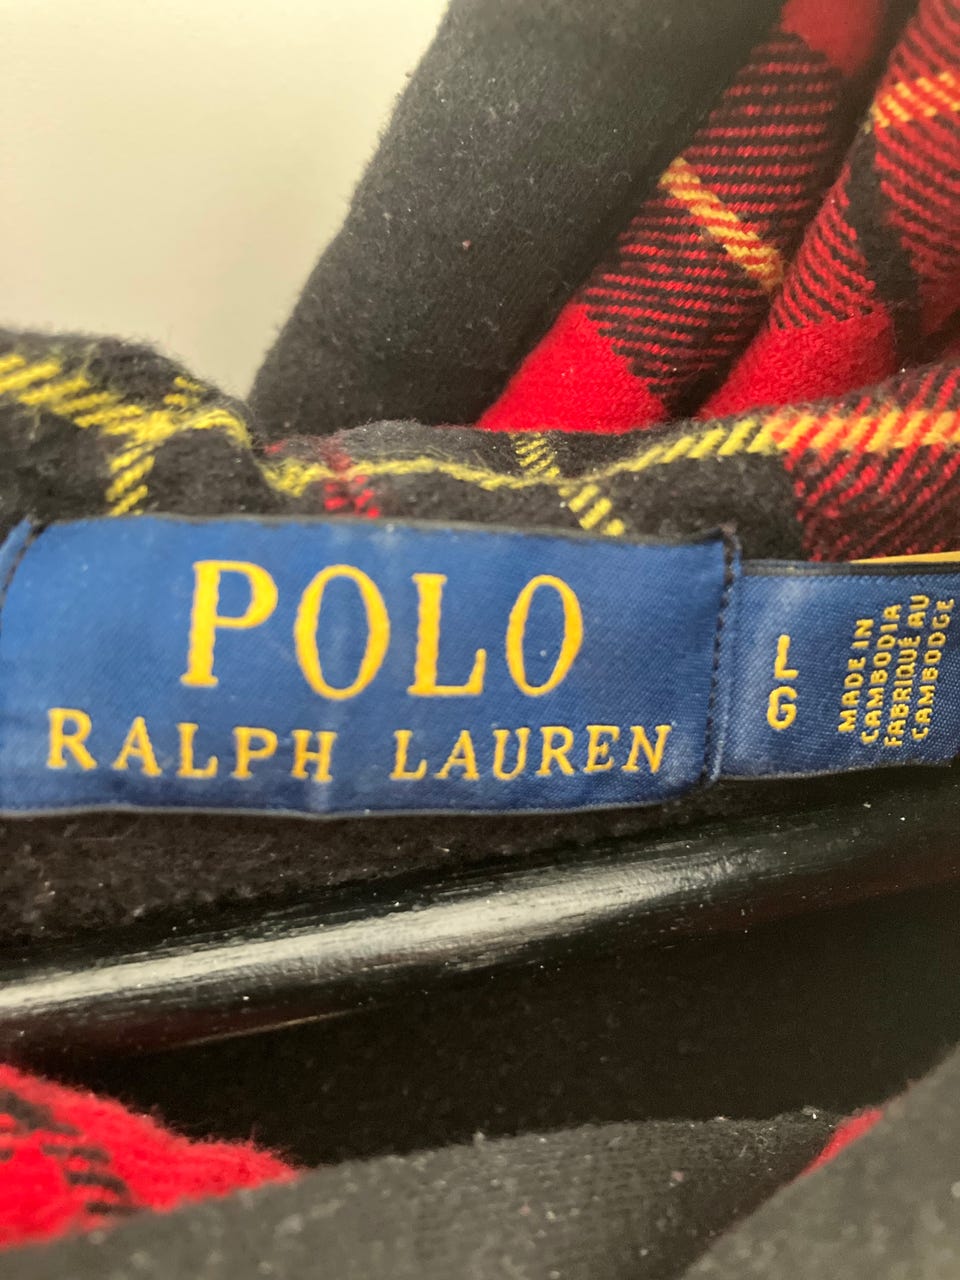 POLO
RALPH LAUREN
L
G
MADE IN
CAMBODIA
FABRIQUÉ AU
CAMBODGE